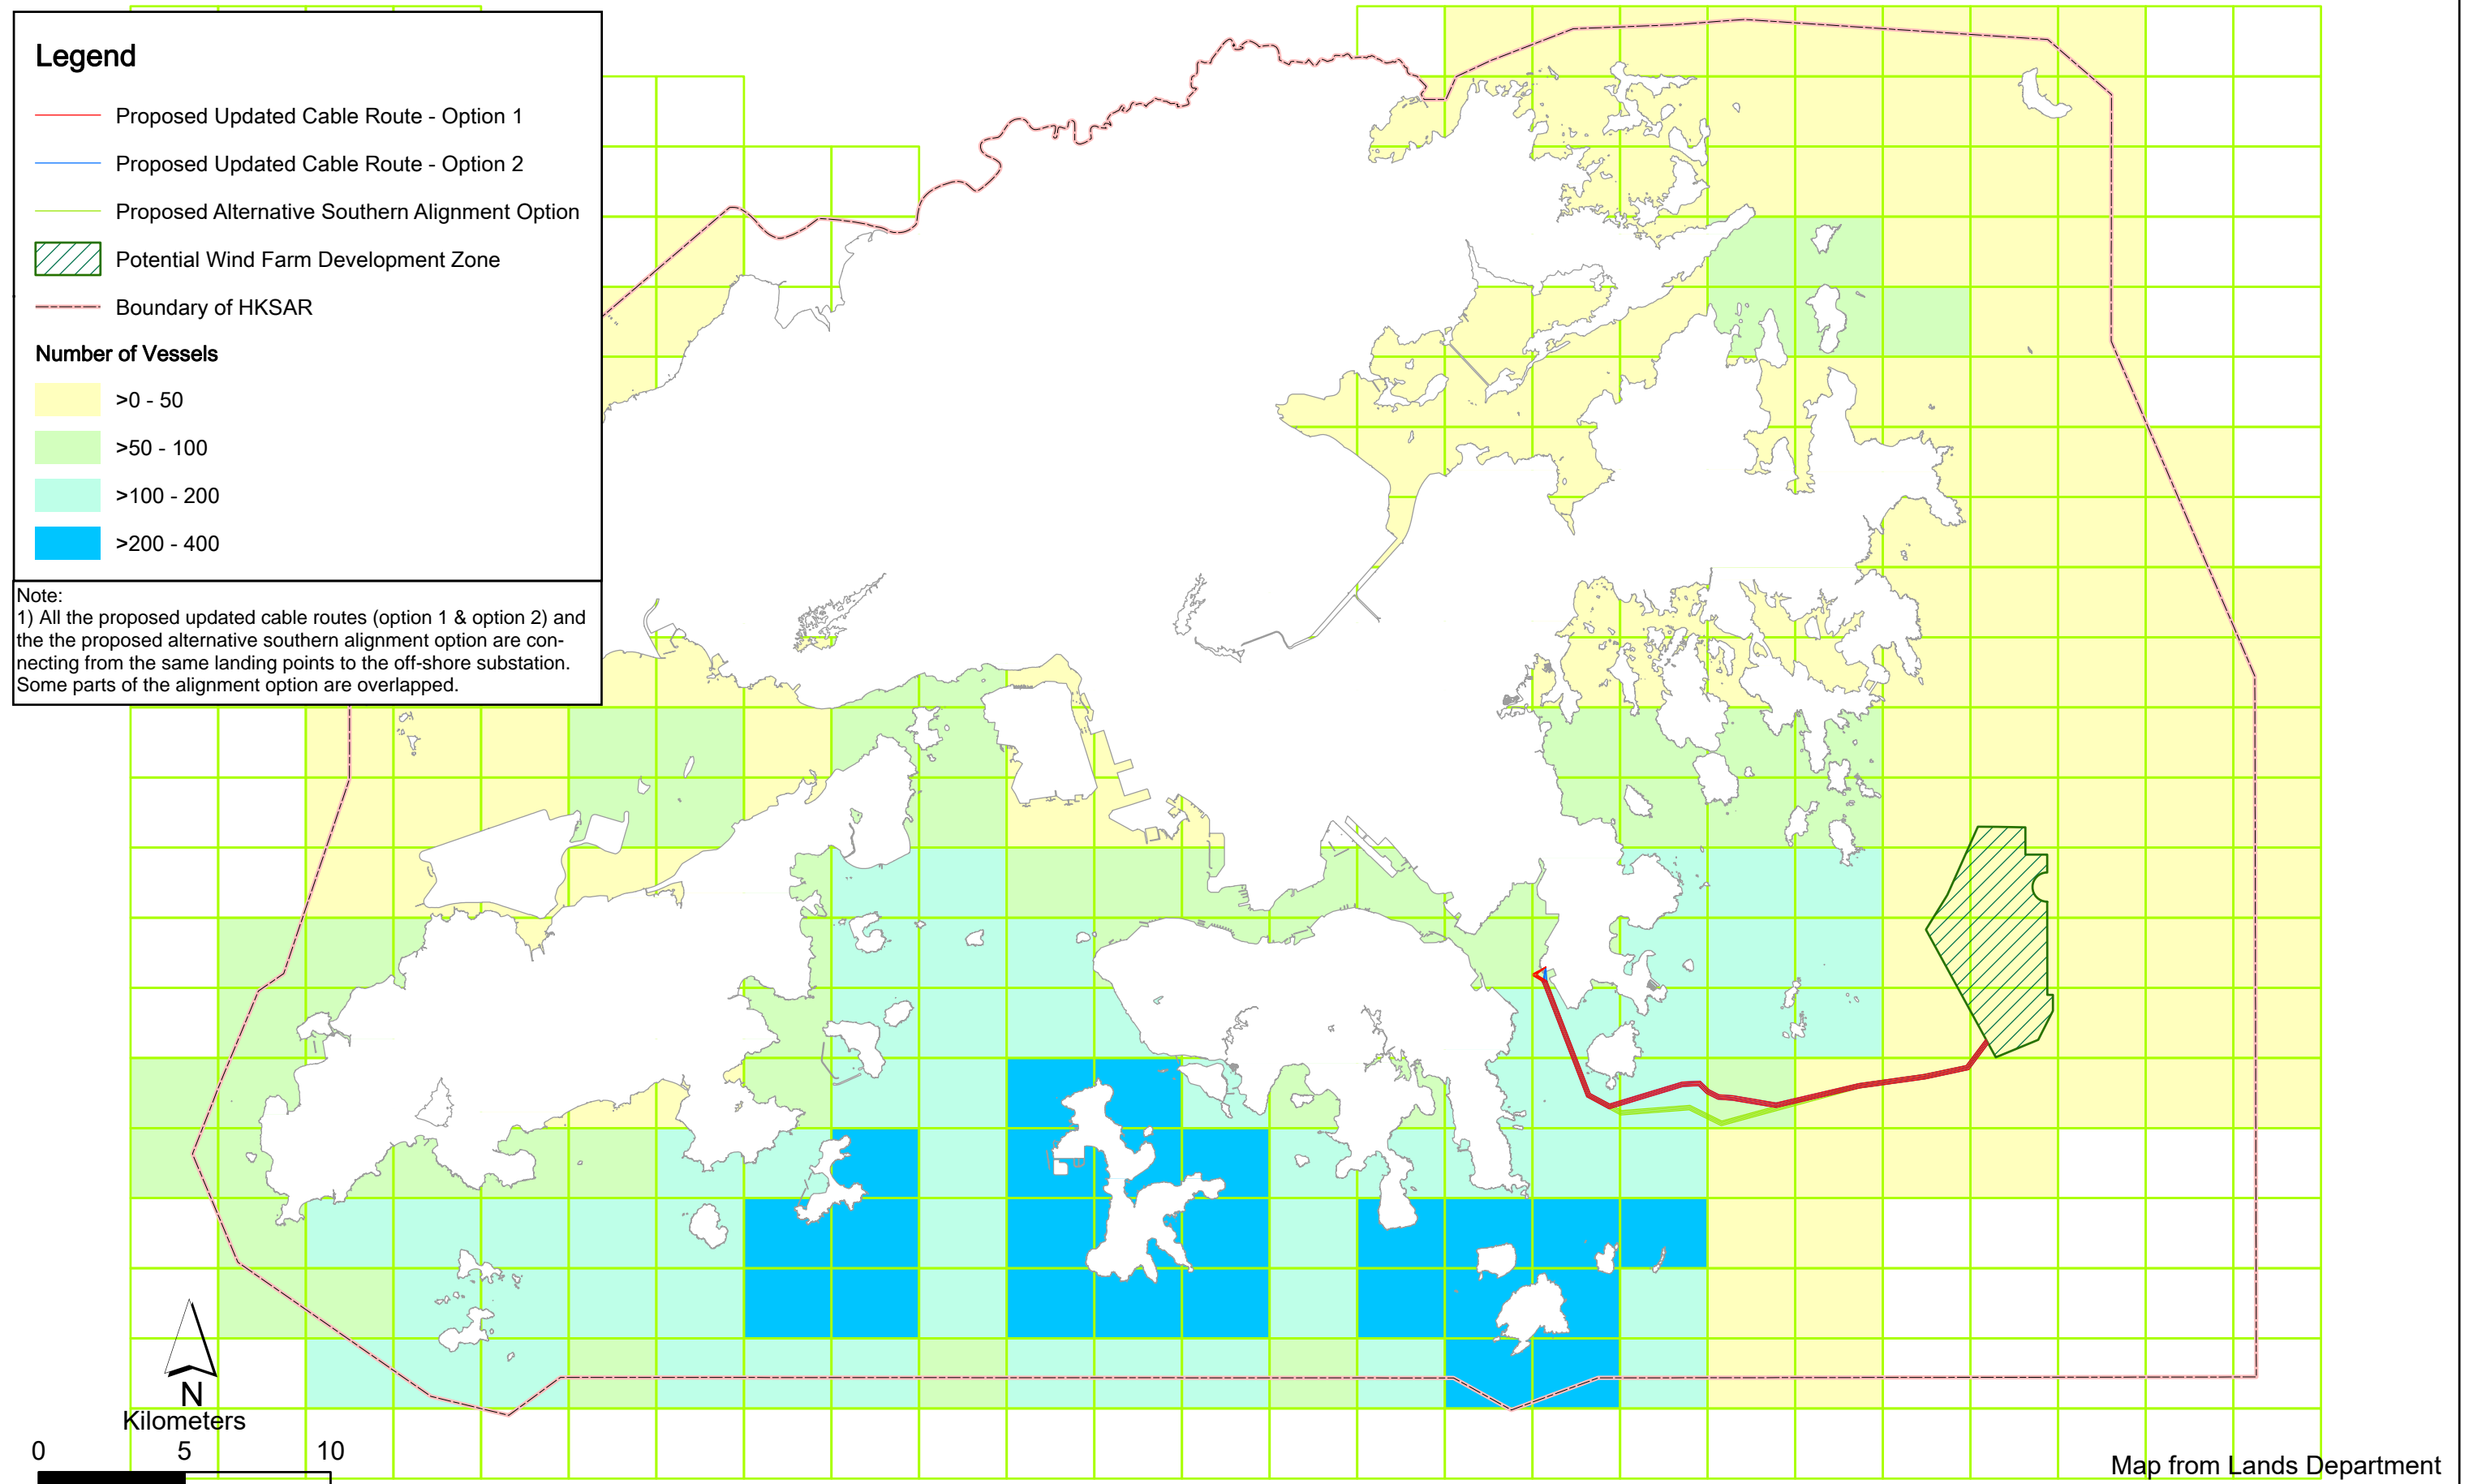 Legend
Proposed Updated Cable Route - Option 1
Proposed Updated Cable Route - Option 2
Proposed Alternative Southern Alignment Option
Potential Wind Farm Development Zone
Boundary of HKSAR
Number of Vessels
>0 - 50
>50 - 100
>100 - 200
>200 - 400
Note:
1) All the proposed updated cable routes (option 1 & option 2) and
the the proposed alternative southern alignment option are con-
necting from the same landing points to the off-shore substation.
Some parts of the alignment option are overlapped.
N
Kilometers
0 5 10
Map from Lands Department